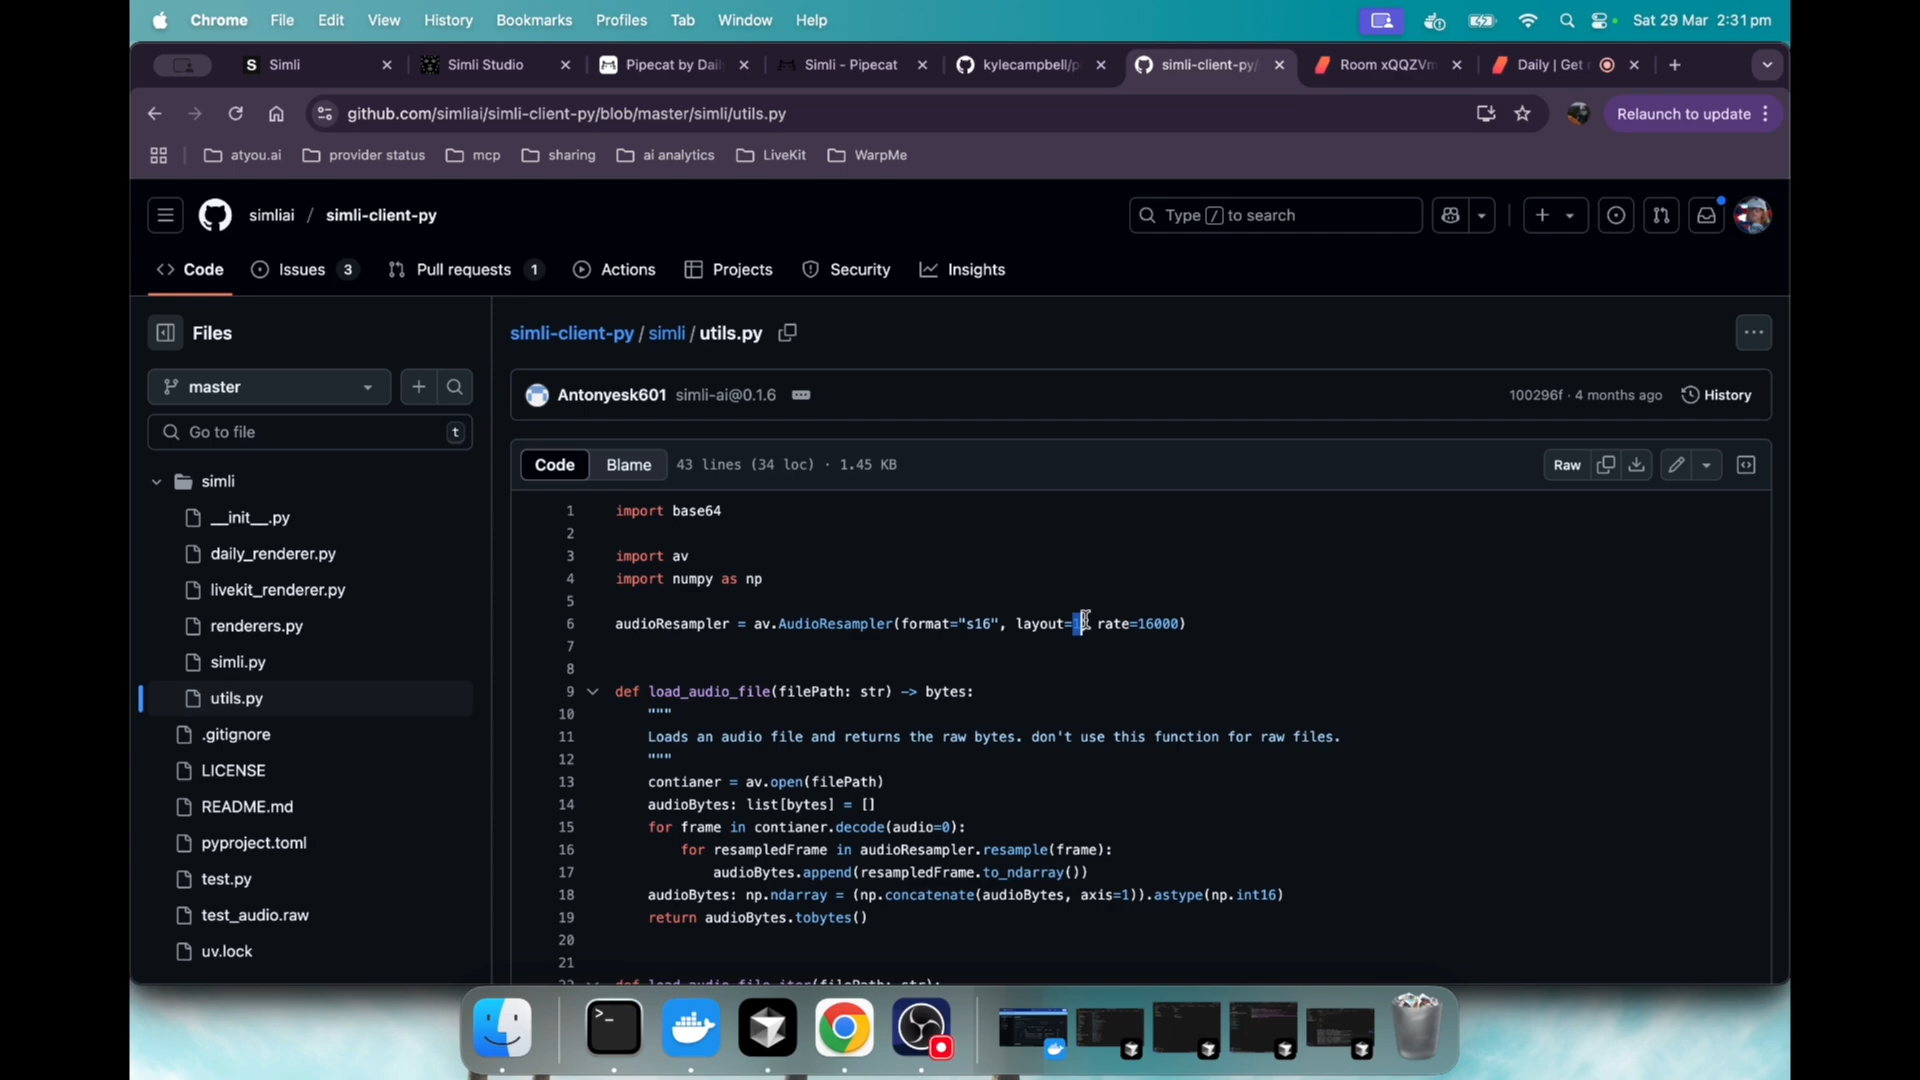 Chrome File Edit View History Bookmarks Profiles Tab Window Help Sat 29 Mar 2:31 pm
S Simli Simli Studio Pipecat by Dail Simli - Pipecat kylecampbell/p simli-client-py/ Room xQQZVm Daily | Get
github.com/simliai/simli-client-py/blob/master/simli/utils.py Relaunch to update
atyou.ai provider status mcp sharing ai analytics LiveKit WarpMe
simliai / simli-client-py Type / to search
Code Issues 3 Pull requests 1 Actions Projects Security Insights
Files
simli-client-py / simli / utils.py
master
Antonyesk601 simli-ai@0.1.6 100296f · 4 months ago History
Go to file t
Code Blame 43 lines (34 loc) · 1.45 KB Raw
simli
__init__.py
daily_renderer.py
livekit_renderer.py
renderers.py
simli.py
utils.py
.gitignore
LICENSE
README.md
pyproject.toml
test.py
test_audio.raw
uv.lock
1 import base64
2
3 import av
4 import numpy as np
5
6 audioResampler = av.AudioResampler(format="s16", layout= rate=16000)
7
8
9 def load_audio_file(filePath: str) -> bytes:
10 """
11 Loads an audio file and returns the raw bytes. don't use this function for raw files.
12 """
13 contianer = av.open(filePath)
14 audioBytes: list[bytes] = []
15 for frame in contianer.decode(audio=0):
16 for resampledFrame in audioResampler.resample(frame):
17 audioBytes.append(resampledFrame.to_ndarray())
18 audioBytes: np.ndarray = (np.concatenate(audioBytes, axis=1)).astype(np.int16)
19 return audioBytes.tobytes()
20
21